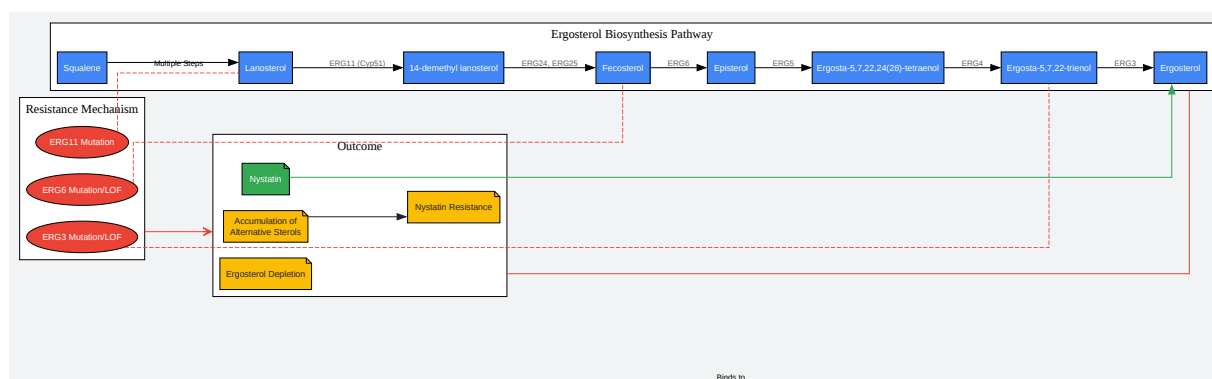 Ergosterol Biosynthesis Pathway
Squalene
Multiple Steps
Lanosterol
ERG11 (Cyp51)
14-demethyl lanosterol
ERG24, ERG25
Fecosterol
ERG6
Episterol
ERG5
Ergosta-5,7,22,24(28)-tetraenol
ERG4
Ergosta-5,7,22-trienol
ERG3
Ergosterol
Resistance Mechanism
ERG11 Mutation
ERG6 Mutation/LOF
ERG3 Mutation/LOF
Outcome
Nystatin
Nystatin Resistance
Accumulation of
Alternative Sterols
Ergosterol Depletion
Binds to